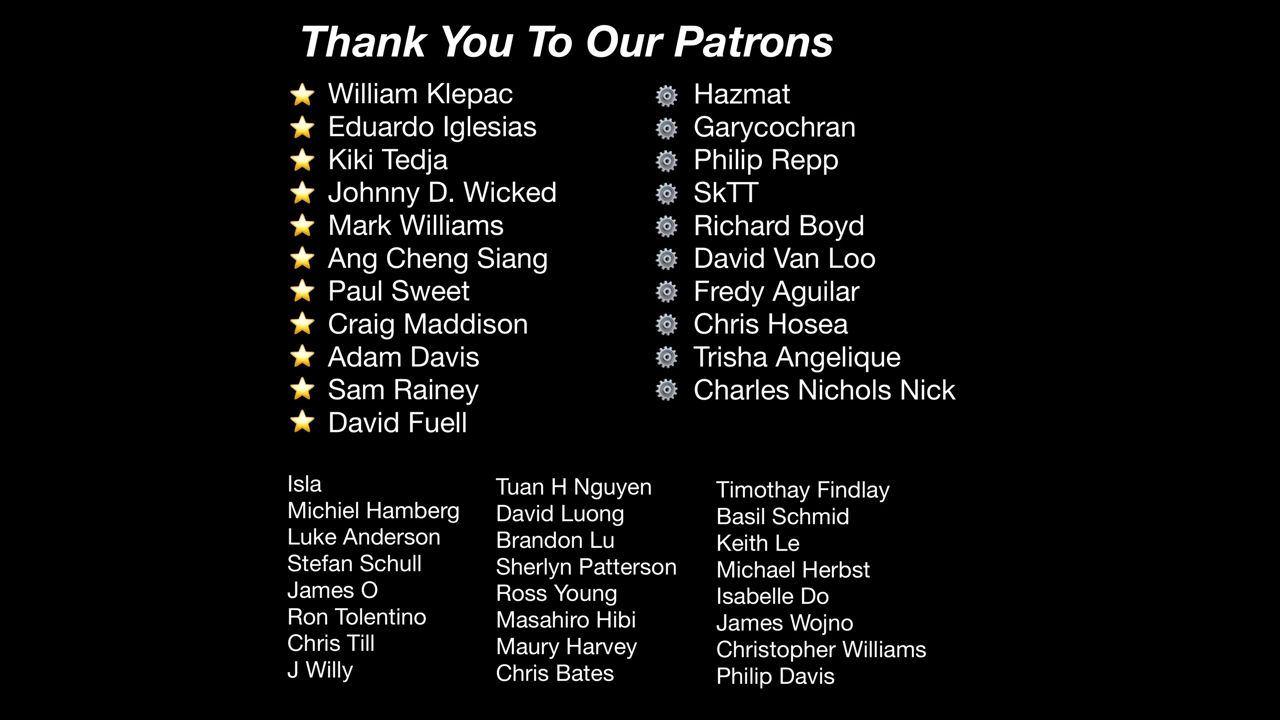 Thank You To Our Patrons
William Klepac
Eduardo Iglesias
Kiki Tedja
Johnny D. Wicked
Mark Williams
Ang Cheng Siang
Paul Sweet
Craig Maddison
Adam Davis
Sam Rainey
David Fuell
Hazmat
Garycochran
Philip Repp
SkTT
Richard Boyd
David Van Loo
Fredy Aguilar
Chris Hosea
Trisha Angelique
Charles Nichols Nick
Isla
Michiel Hamberg
Luke Anderson
Stefan Schull
James O
Ron Tolentino
Chris Till
J Willy
Tuan H Nguyen
David Luong
Brandon Lu
Sherlyn Patterson
Ross Young
Masahiro Hibi
Maury Harvey
Chris Bates
Timothay Findlay
Basil Schmid
Keith Le
Michael Herbst
Isabelle Do
James Wojno
Christopher Williams
Philip Davis